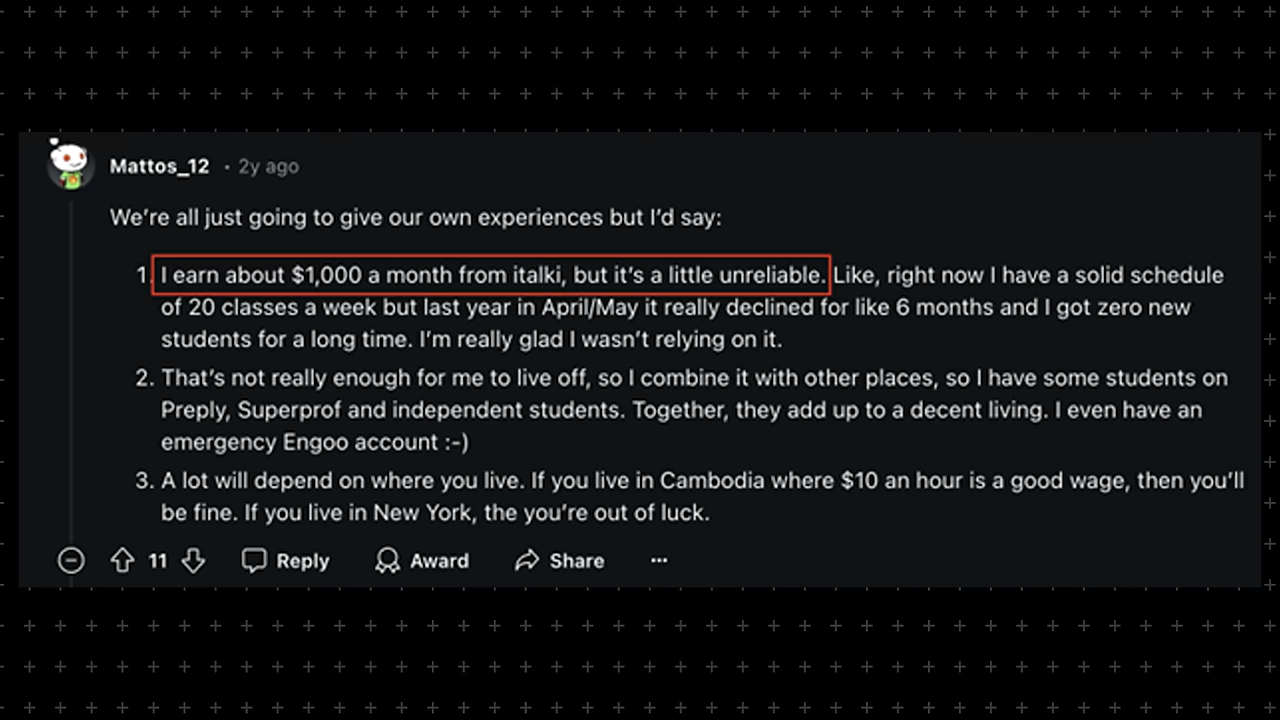 Mattos_12 · 2y ago
We’re all just going to give our own experiences but I’d say:
1. I earn about $1,000 a month from italki, but it’s a little unreliable. Like, right now I have a solid schedule
of 20 classes a week but last year in April/May it really declined for like 6 months and I got zero new
students for a long time. I’m really glad I wasn’t relying on it.
2. That’s not really enough for me to live off, so I combine it with other places, so I have some students on
Preply, Superprof and independent students. Together, they add up to a decent living. I even have an
emergency Engoo account :-)
3. A lot will depend on where you live. If you live in Cambodia where $10 an hour is a good wage, then you’ll
be fine. If you live in New York, the you’re out of luck.
11 Reply Award Share ...